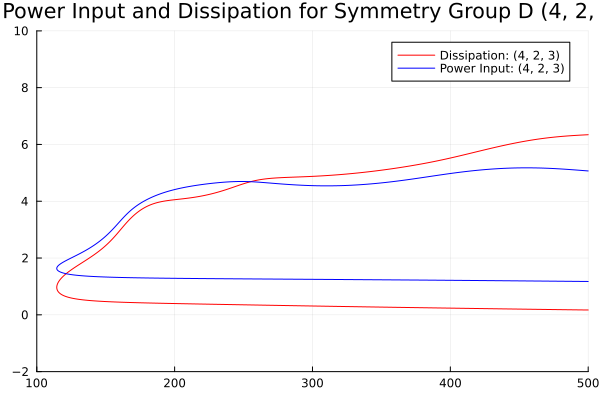 Power Input and Dissipation for Symmetry Group D (4, 2,
10
Dissipation: (4, 2, 3)
Power Input: (4, 2, 3)
8
6
4
2
0
−2
100 200 300 400 500